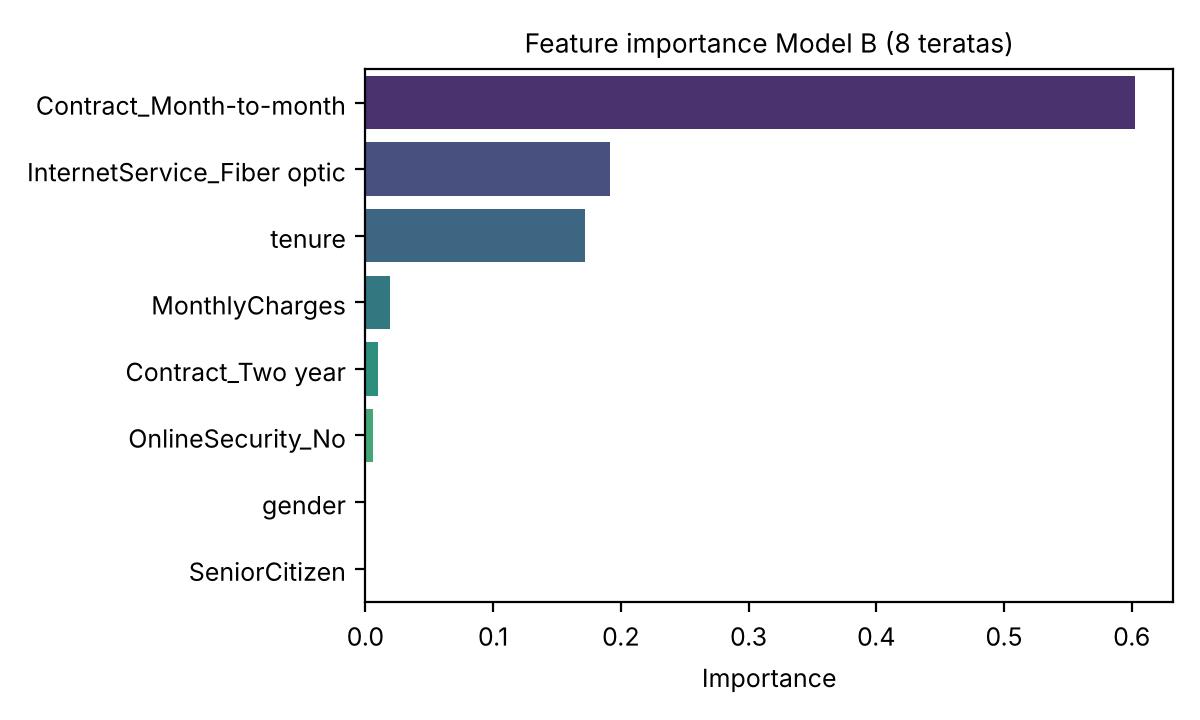 Feature importance Model B (8 teratas)
Contract_Month-to-month
InternetService_Fiber optic
tenure
MonthlyCharges
Contract_Two year
OnlineSecurity_No
gender
SeniorCitizen
0.0 0.1 0.2 0.3 0.4 0.5 0.6
Importance